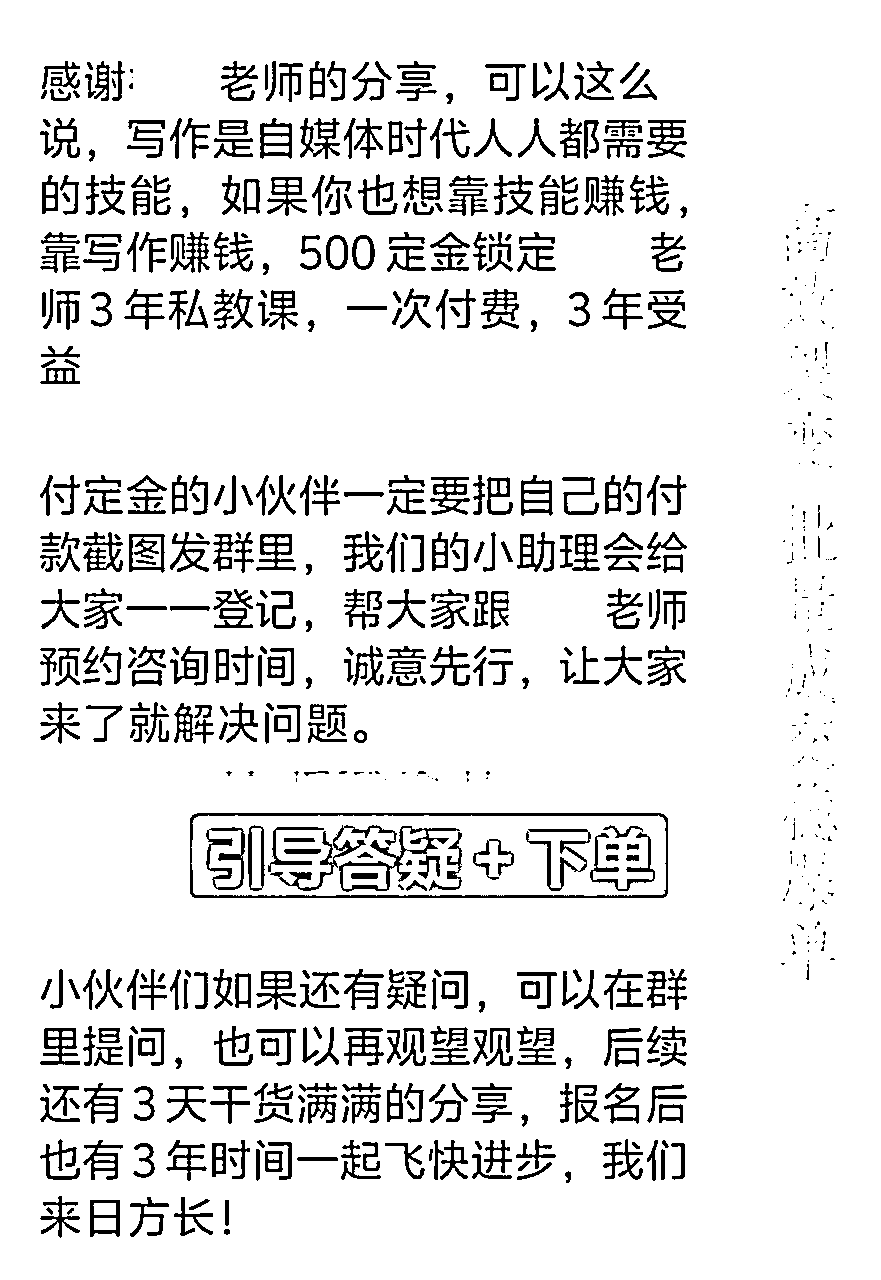 感谢 老师的分享，可以这么
说，写作是自媒体时代人人都需要
的技能，如果你也想靠技能赚钱，
靠写作赚钱，500 定金锁定 老
师 3 年私教课，一次付费，3 年受
益
付定金的小伙伴一定要把自己的付
款截图发群里，我们的小助理会给
大家一一登记，帮大家跟 老师
预约咨询时间，诚意先行，让大家
来了就解决问题。
引导答疑 + 下单
小伙伴们如果还有疑问，可以在群
里提问，也可以再观望观望，后续
还有 3 天干货满满的分享，报名后
也有 3 年时间一起飞快进步，我们
来日方长！